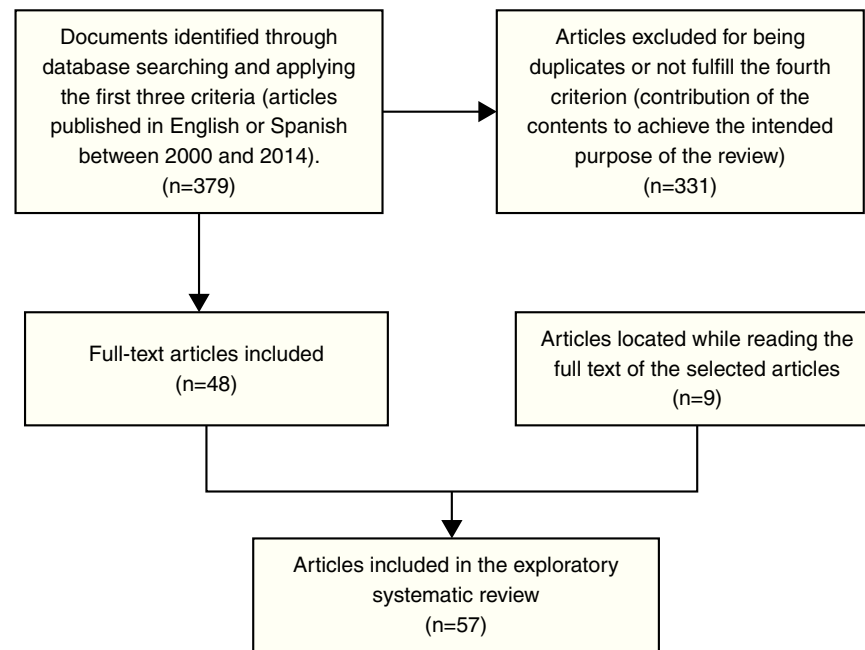 Documents identified through
database searching and applying
the first three criteria (articles
published in English or Spanish
between 2000 and 2014).
(n=379)
Articles excluded for being
duplicates or not fulfill the fourth
criterion (contribution of the
contents to achieve the intended
purpose of the review)
(n=331)
Full-text articles included
(n=48)
Articles located while reading the
full text of the selected articles
(n=9)
Articles included in the exploratory
systematic review
(n=57)